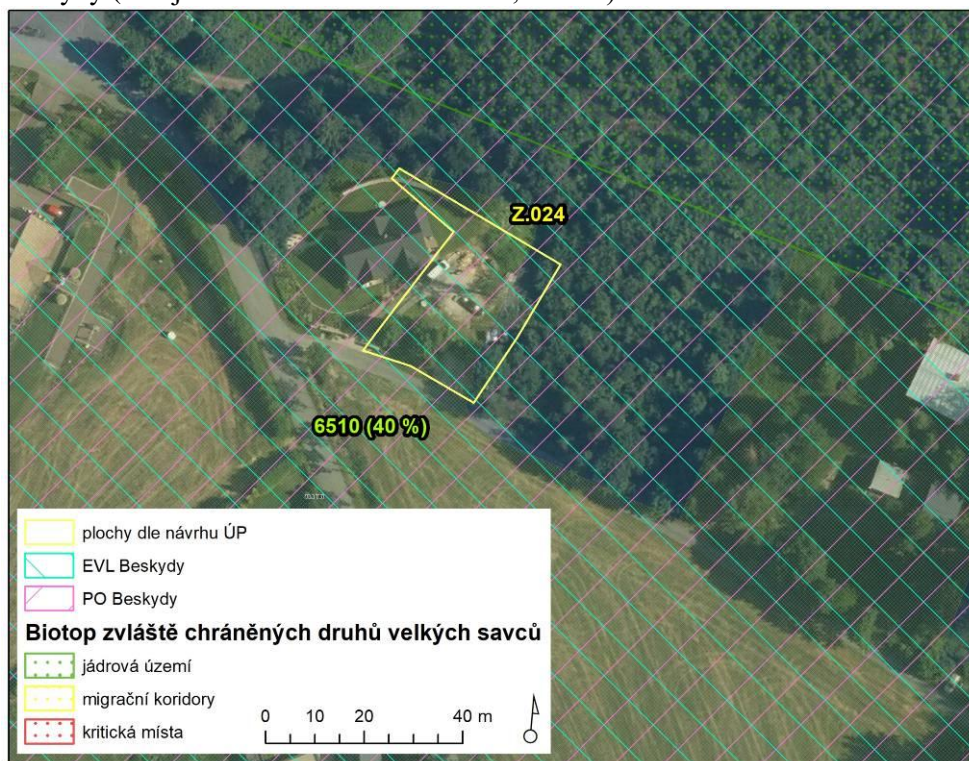 Z.024
6510 (40 %)
plochy dle návrhu ÚP
EVL Beskydy
PO Beskydy
Biotop zvláště chráněných druhů velkých savců
jádrová území
migrační koridory
kritická místa
0 10 20 40 m